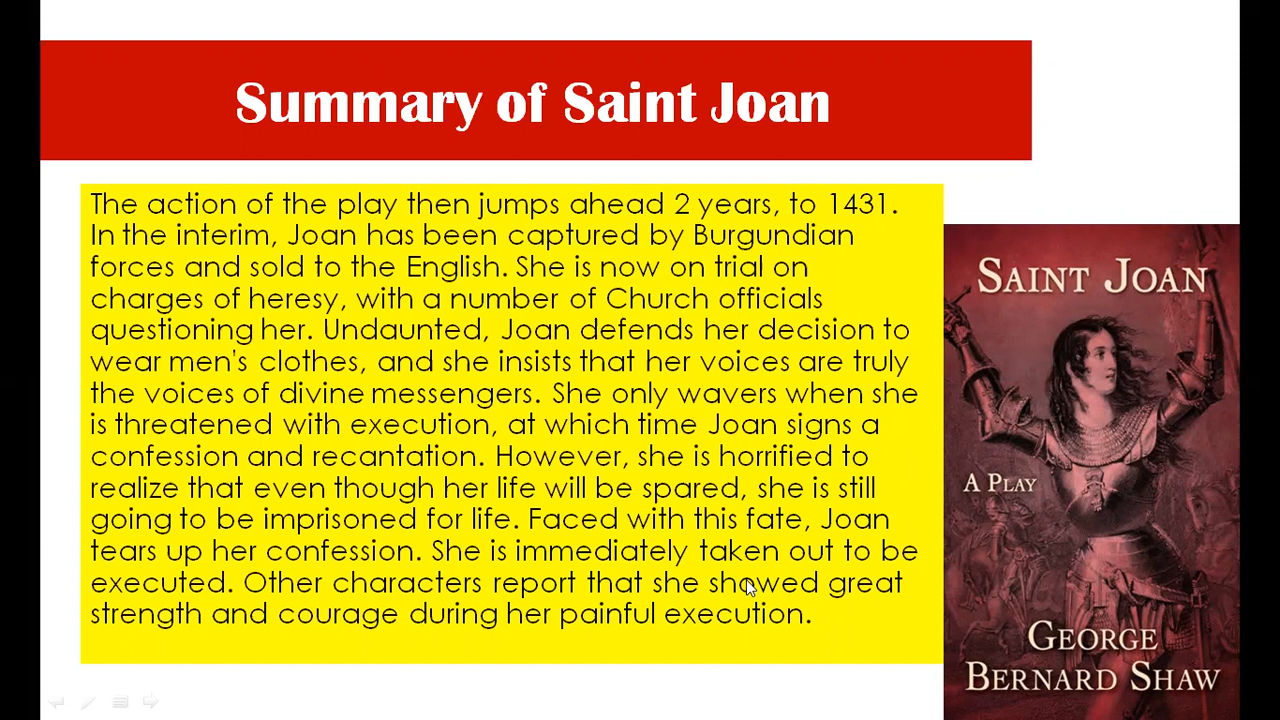 Summary of Saint Joan
The action of the play then jumps ahead 2 years, to 1431.
In the interim, Joan has been captured by Burgundian
forces and sold to the English. She is now on trial on
charges of heresy, with a number of Church officials
questioning her. Undaunted, Joan defends her decision to
wear men's clothes, and she insists that her voices are truly
the voices of divine messengers. She only wavers when she
is threatened with execution, at which time Joan signs a
confession and recantation. However, she is horrified to
realize that even though her life will be spared, she is still
going to be imprisoned for life. Faced with this fate, Joan
tears up her confession. She is immediately taken out to be
executed. Other characters report that she showed great
strength and courage during her painful execution.
SAINT JOAN
A PLAY
GEORGE
BERNARD SHAW